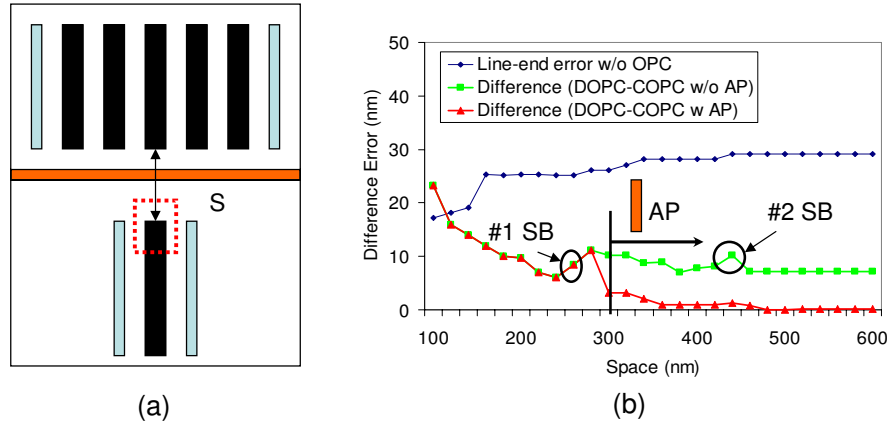 S
(a)
Difference Error (nm)
50
40
30
20
10
0
Line-end error w/o OPC
Difference (DOPC-COPC w/o AP)
Difference (DOPC-COPC w AP)
#1 SB
AP
#2 SB
100 200 300 400 500 600
Space (nm)
(b)